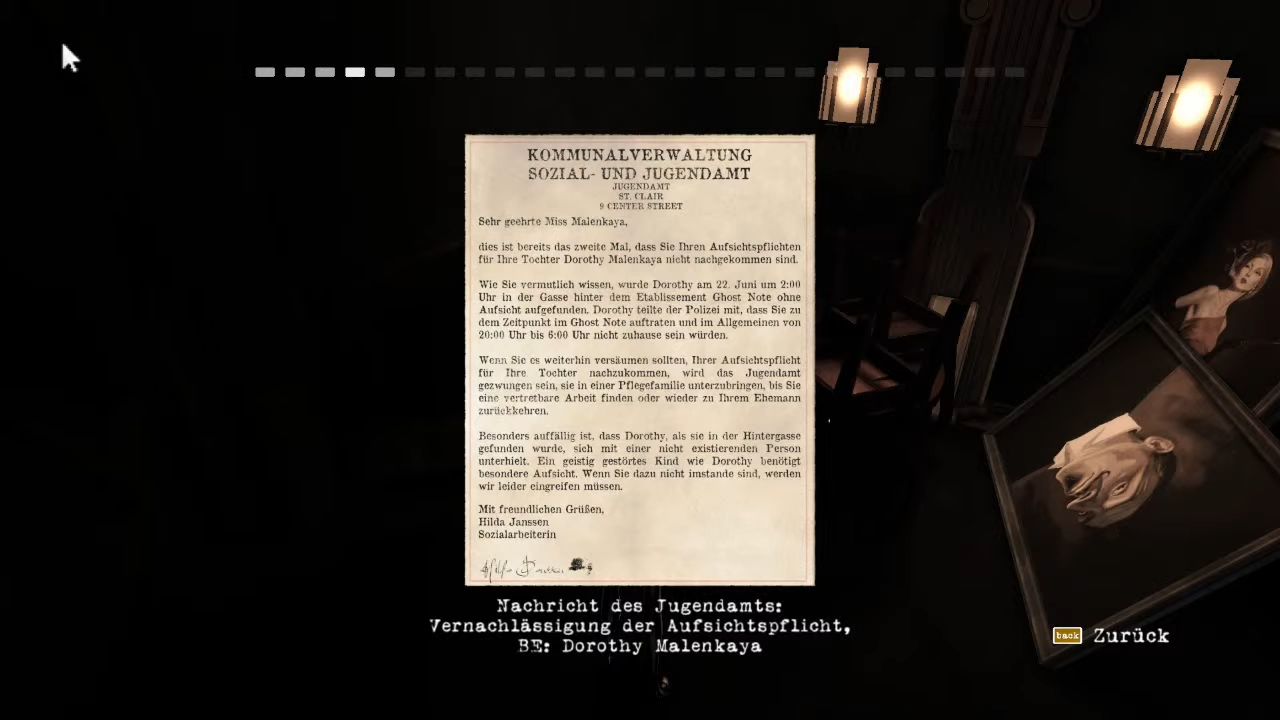 KOMMUNALVERWALTUNG
SOZIAL- UND JUGENDAMT
JUGENDAMT
ST. CLAIR
9 CENTER STREET
Sehr geehrte Miss Malenkaya,
dies ist bereits das zweite Mal, dass Sie Ihren Aufsichtspflichten
für Ihre Tochter Dorothy Malenkaya nicht nachgekommen sind.
Wie Sie vermutlich wissen, wurde Dorothy am 22. Juni um 2:00
Uhr in der Gasse hinter dem Etablissement Ghost Note ohne
Aufsicht aufgefunden. Dorothy teilte der Polizei mit, dass Sie zu
dem Zeitpunkt im Ghost Note auftraten und im Allgemeinen von
20:00 Uhr bis 6:00 Uhr nicht zuhause sein würden.
Wenn Sie es weiterhin versäumen sollten, Ihrer Aufsichtspflicht
für Ihre Tochter nachzukommen, wird das Jugendamt
gezwungen sein, sie in einer Pflegefamilie unterzubringen, bis Sie
eine vertretbare Arbeit finden oder wieder zu Ihrem Ehemann
zurückkehren.
Besonders auffällig ist, dass Dorothy, als sie in der Hintergasse
gefunden wurde, sich mit einer nicht existierenden Person
unterhielt. Ein geistig gestörtes Kind wie Dorothy benötigt
besondere Aufsicht. Wenn Sie dazu nicht imstande sind, werden
wir leider eingreifen müssen.
Mit freundlichen Grüßen,
Hilda Janssen
Sozialarbeiterin
Nachricht des Jugendamts:
Vernachlässigung der Aufsichtspflicht,
BE: Dorothy Malenkaya
back Zurück